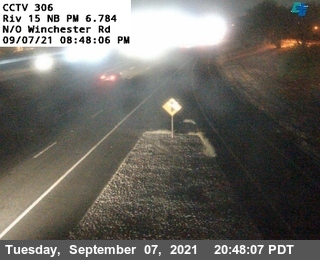 CCTV 306
Riv 15 NB PM 6.784
N/O Winchester Rd
09/07/21 08:48:06 PM
Tuesday, September 07, 2021 20:48:07 PDT